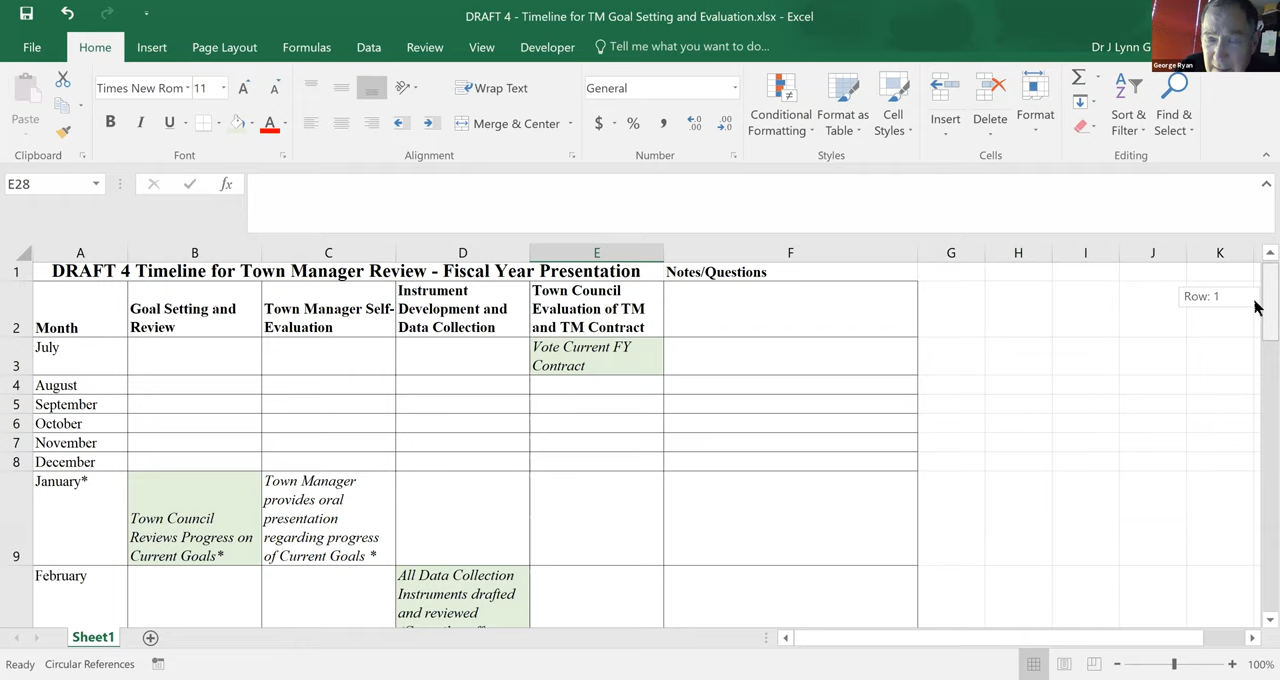 DRAFT 4 - Timeline for TM Goal Setting and Evaluation.xlsx - Excel
George Ryan
File Home Insert Page Layout Formulas Data Review View Developer Tell me what you want to do... Dr J Lynn G
Paste
Clipboard
Times New Rom 11
B I U A
Font
Wrap Text
Merge & Center
Alignment
General
$ % , .00
Number
Conditional
Formatting
Format as
Table
Cell
Styles
Styles
Insert Delete Format
Cells
Sort &
Filter
Find &
Select
Editing
E28 fx
A B C D E F G H I J K
1 DRAFT 4 Timeline for Town Manager Review - Fiscal Year Presentation Notes/Questions
Row: 1
2 Month
Goal Setting and
Review
Town Manager Self-
Evaluation
Instrument
Development and
Data Collection
Town Council
Evaluation of TM
and TM Contract
3 July
Vote Current FY
Contract
4 August
5 September
6 October
7 November
8 December
9 January*
Town Council
Reviews Progress on
Current Goals*
Town Manager
provides oral
presentation
regarding progress
of Current Goals *
February
All Data Collection
Instruments drafted
and reviewed
Sheet1
Ready Circular References 100%